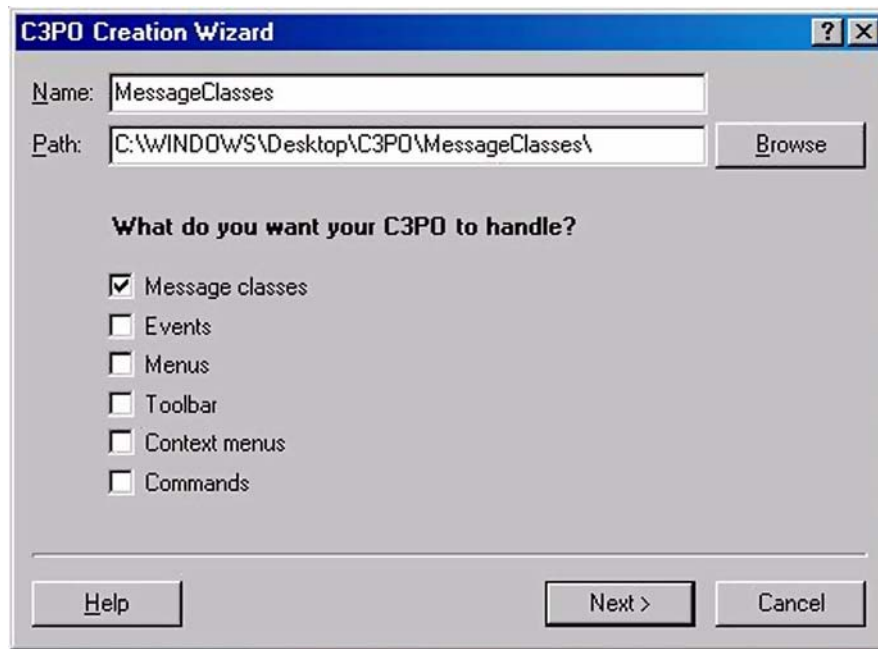 C3PO Creation Wizard
Name: MessageClasses
Path: C:\WINDOWS\Desktop\C3PO\MessageClasses\ Browse
What do you want your C3PO to handle?
Message classes
Events
Menus
Toolbar
Context menus
Commands
Help Next > Cancel